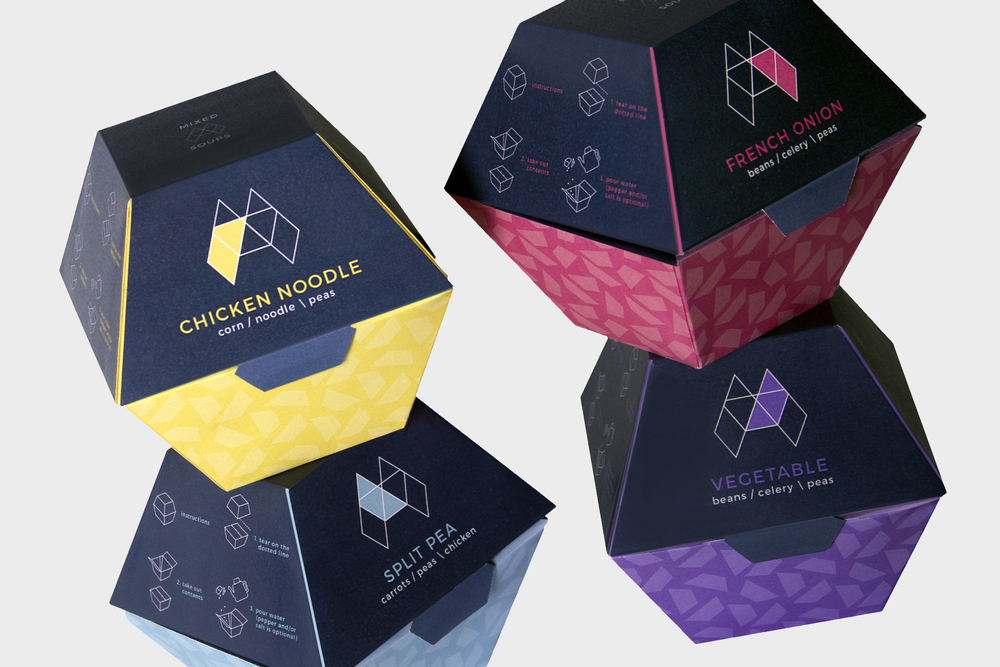 MIXED
SOUPS
CHICKEN NOODLE
corn / noodle \ peas
instructions
1. tear on the
dotted line
2. take out
contents
3. pour water
(pepper and/or
salt is optional)
FRENCH ONION
beans / celery \ peas
instructions
1. tear on the
dotted line
2. take out
contents
3. pour water
(pepper and/or
salt is optional)
SPLIT PEA
carrots / peas \ chicken
VEGETABLE
beans / celery \ peas